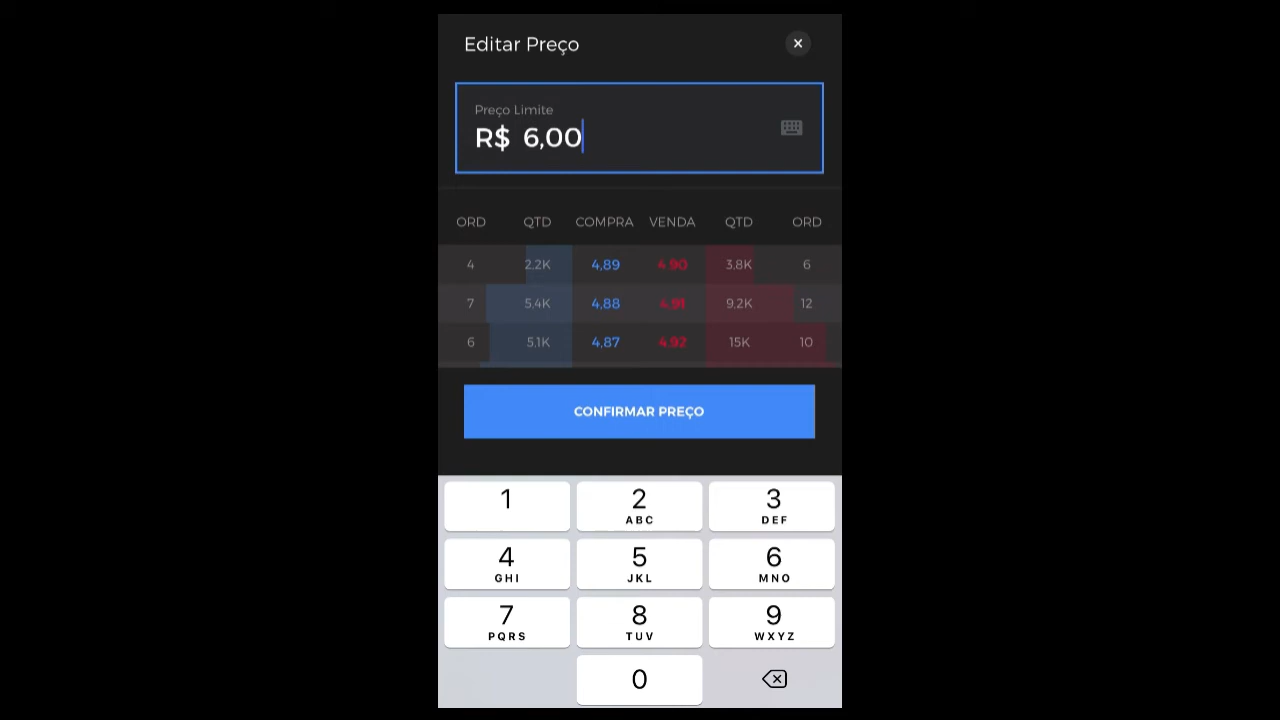 Editar Preço
Preço Limite
R$ 6,00
ORD QTD COMPRA VENDA QTD ORD
4 2,2K 4,89 4,90 3,8K 6
7 5,4K 4,88 4,91 9,2K 12
6 5,1K 4,87 4,92 15K 10
CONFIRMAR PREÇO
1 2 3
ABC DEF
4 5 6
GHI JKL MNO
7 8 9
PQRS TUV WXYZ
0